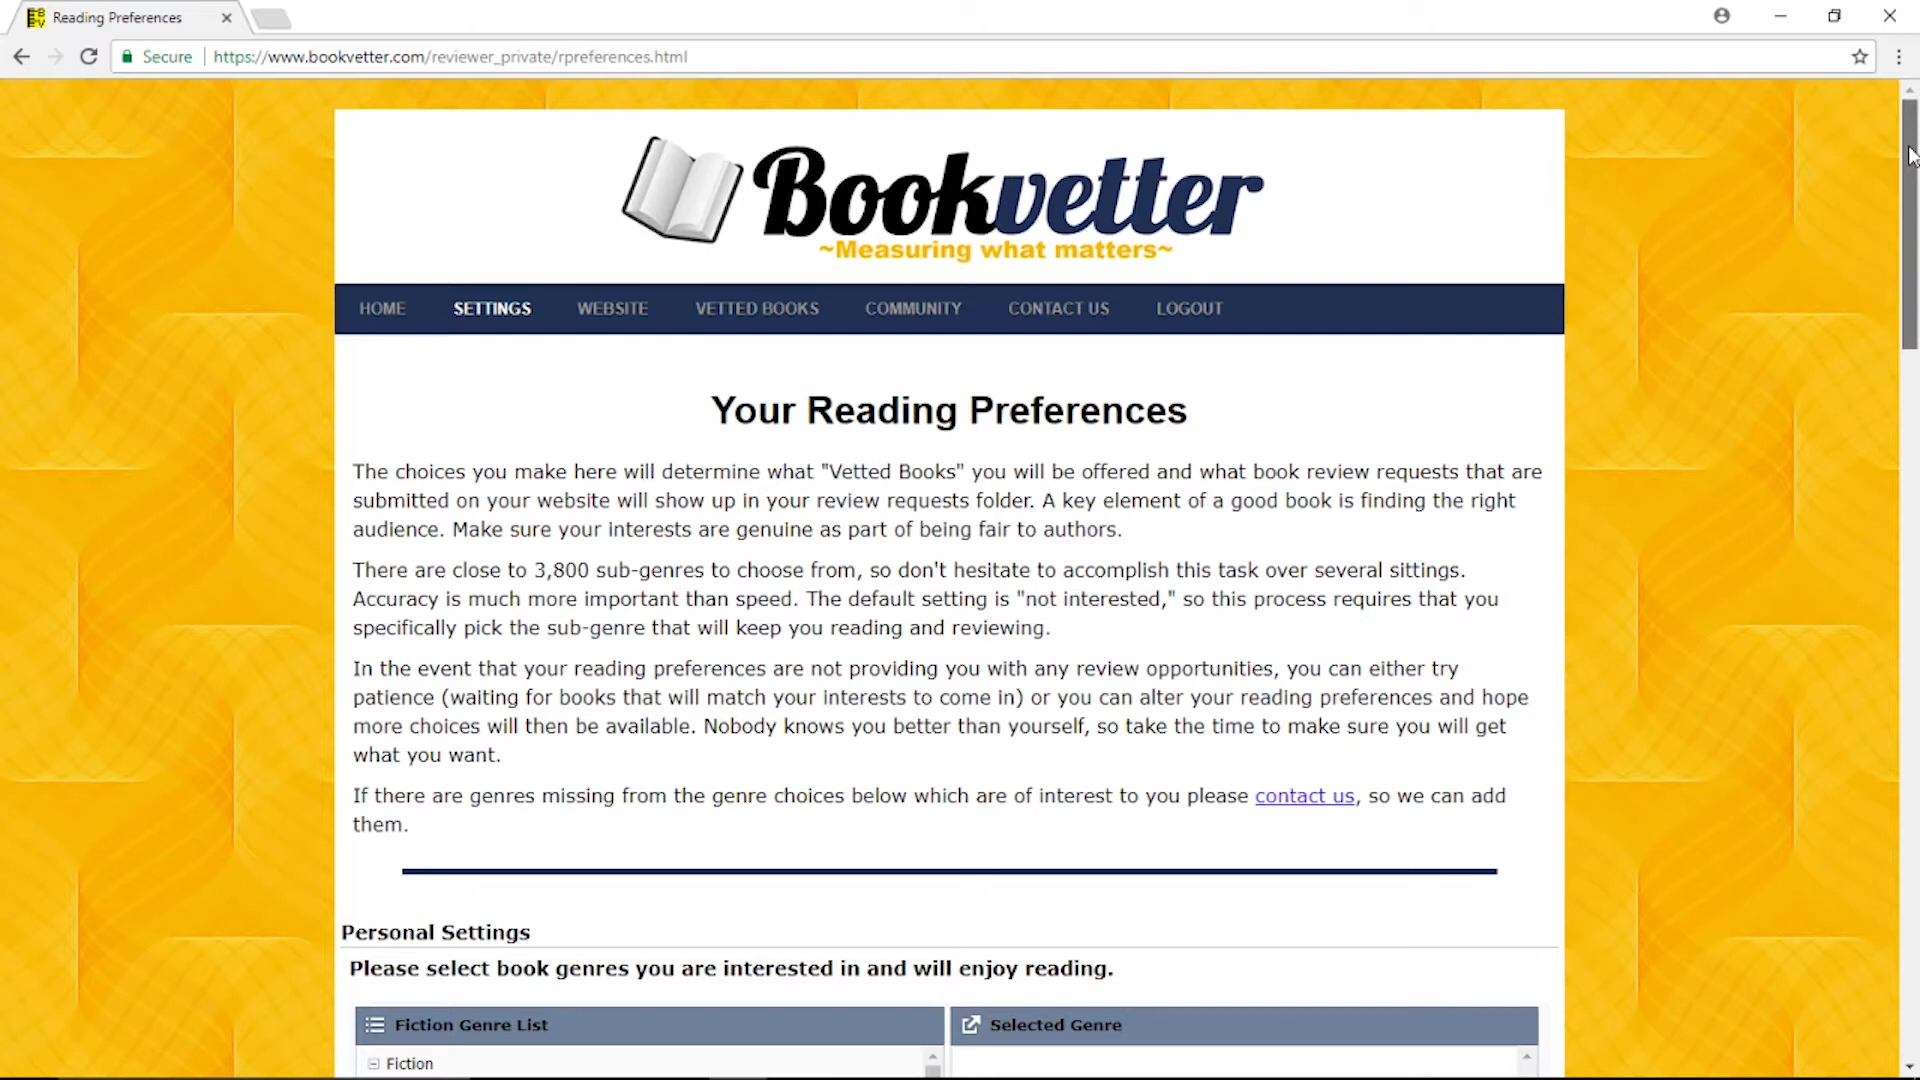 Reading Preferences
Secure https://www.bookvetter.com/reviewer_private/rpreferences.html
Bookvetter
~Measuring what matters~
HOME SETTINGS WEBSITE VETTED BOOKS COMMUNITY CONTACT US LOGOUT
Your Reading Preferences
The choices you make here will determine what "Vetted Books" you will be offered and what book review requests that are
submitted on your website will show up in your review requests folder. A key element of a good book is finding the right
audience. Make sure your interests are genuine as part of being fair to authors.
There are close to 3,800 sub-genres to choose from, so don't hesitate to accomplish this task over several sittings.
Accuracy is much more important than speed. The default setting is "not interested," so this process requires that you
specifically pick the sub-genre that will keep you reading and reviewing.
In the event that your reading preferences are not providing you with any review opportunities, you can either try
patience (waiting for books that will match your interests to come in) or you can alter your reading preferences and hope
more choices will then be available. Nobody knows you better than yourself, so take the time to make sure you will get
what you want.
If there are genres missing from the genre choices below which are of interest to you please contact us, so we can add
them.
Personal Settings
Please select book genres you are interested in and will enjoy reading.
Fiction Genre List
Selected Genre
Fiction